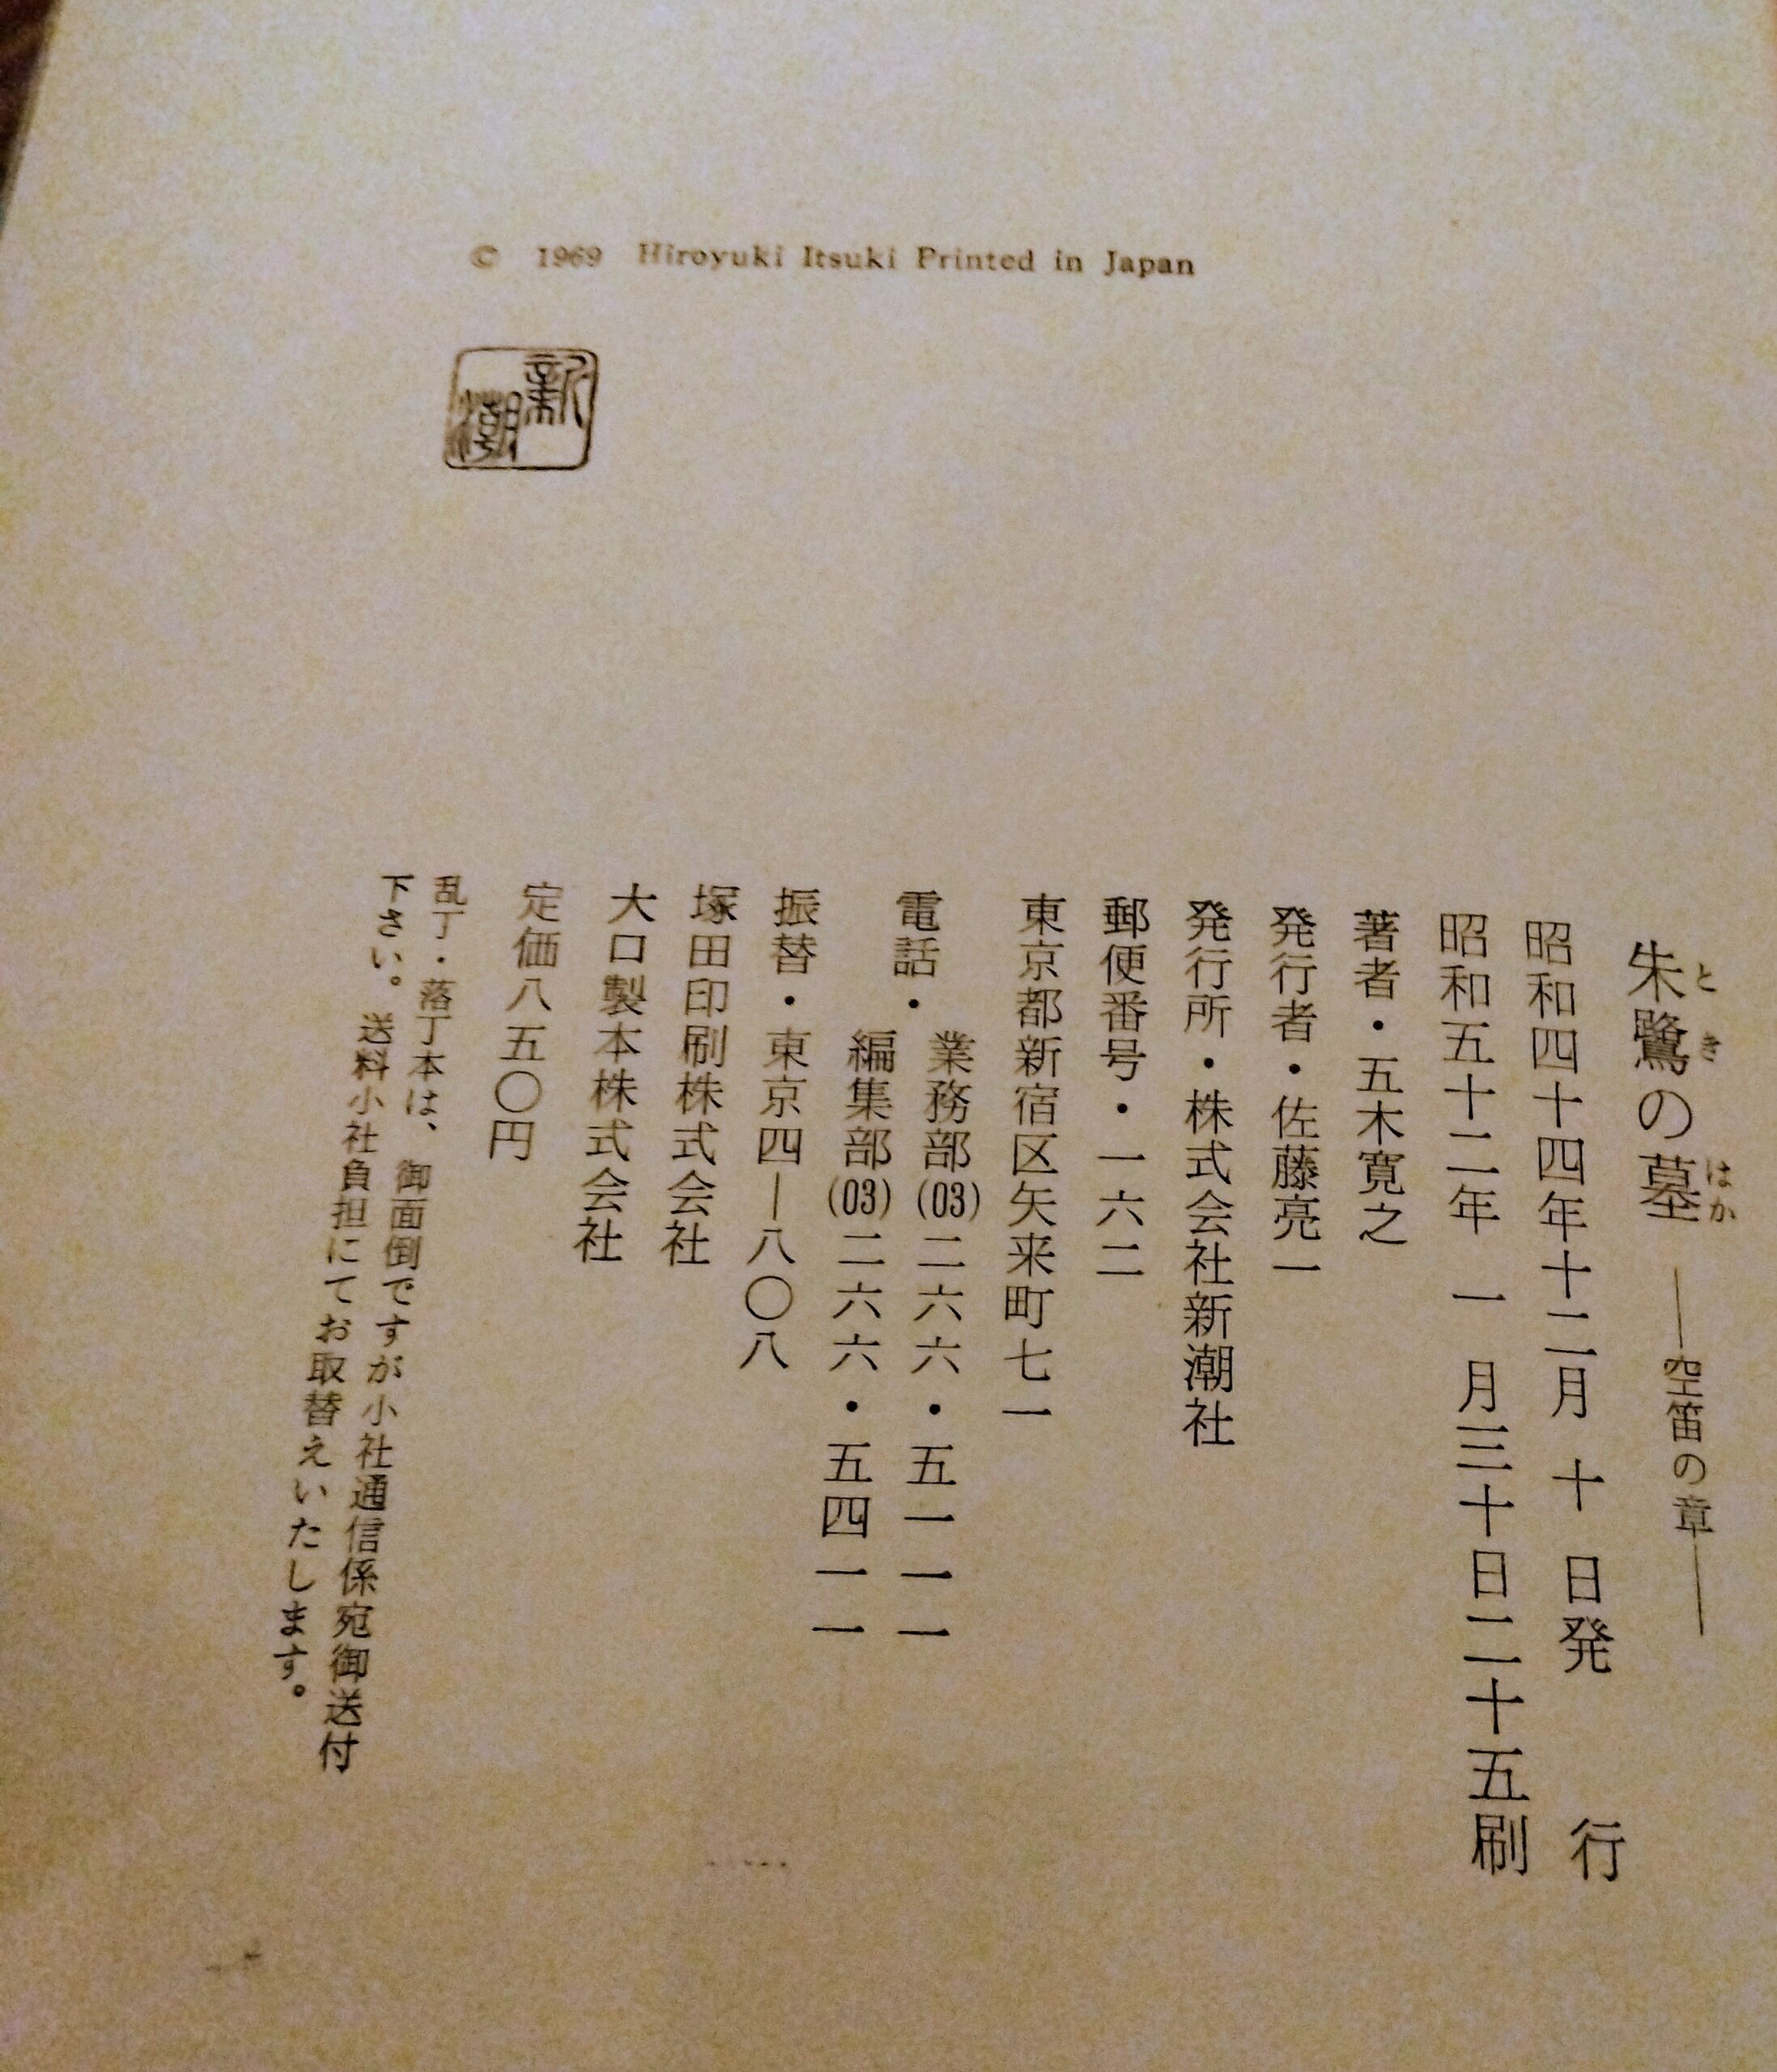 © 1969 Hiroyuki Itsuki Printed in Japan
新潮
朱鷺の墓 ――空笛の章――
とき はか
昭和四十四年十二月 十 日発 行
昭和五十二年 一 月三十日二十五刷
著者・五木寛之
発行者・佐藤亮一
発行所・株式会社新潮社
郵便番号・一六二
東京都新宿区矢来町七一
電話・
業務部(03)二六六・五一一一
編集部(03)二六六・五四一一
振替・東京四―八〇八
塚田印刷株式会社
大口製本株式会社
定価八五〇円
乱丁・落丁本は、御面倒ですが小社通信係宛御送付
下さい。送料小社負担にてお取替えいたします。